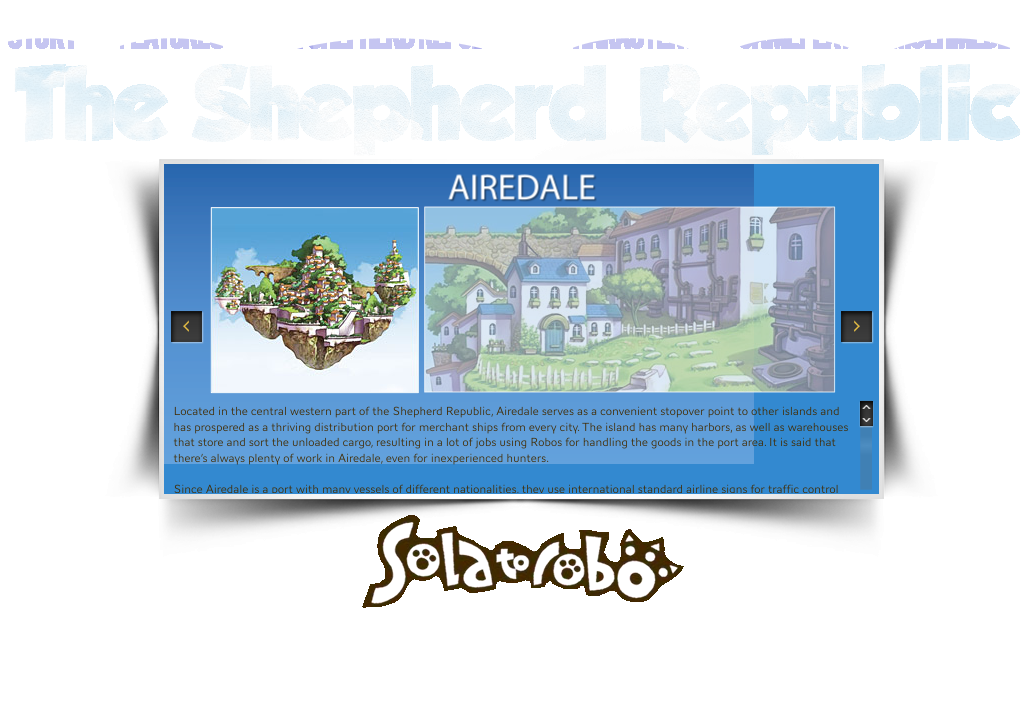 STORY FEATURES
The Shepherd Republic
AIREDALE
Located in the central western part of the Shepherd Republic, Airedale serves as a convenient stopover point to other islands and
has prospered as a thriving distribution port for merchant ships from every city. The island has many harbors, as well as warehouses
that store and sort the unloaded cargo, resulting in a lot of jobs using Robos for handling the goods in the port area. It is said that
there's always plenty of work in Airedale, even for inexperienced hunters.
Since Airedale is a port with many vessels of different nationalities, they use international standard airline signs for traffic control
Solatorobo